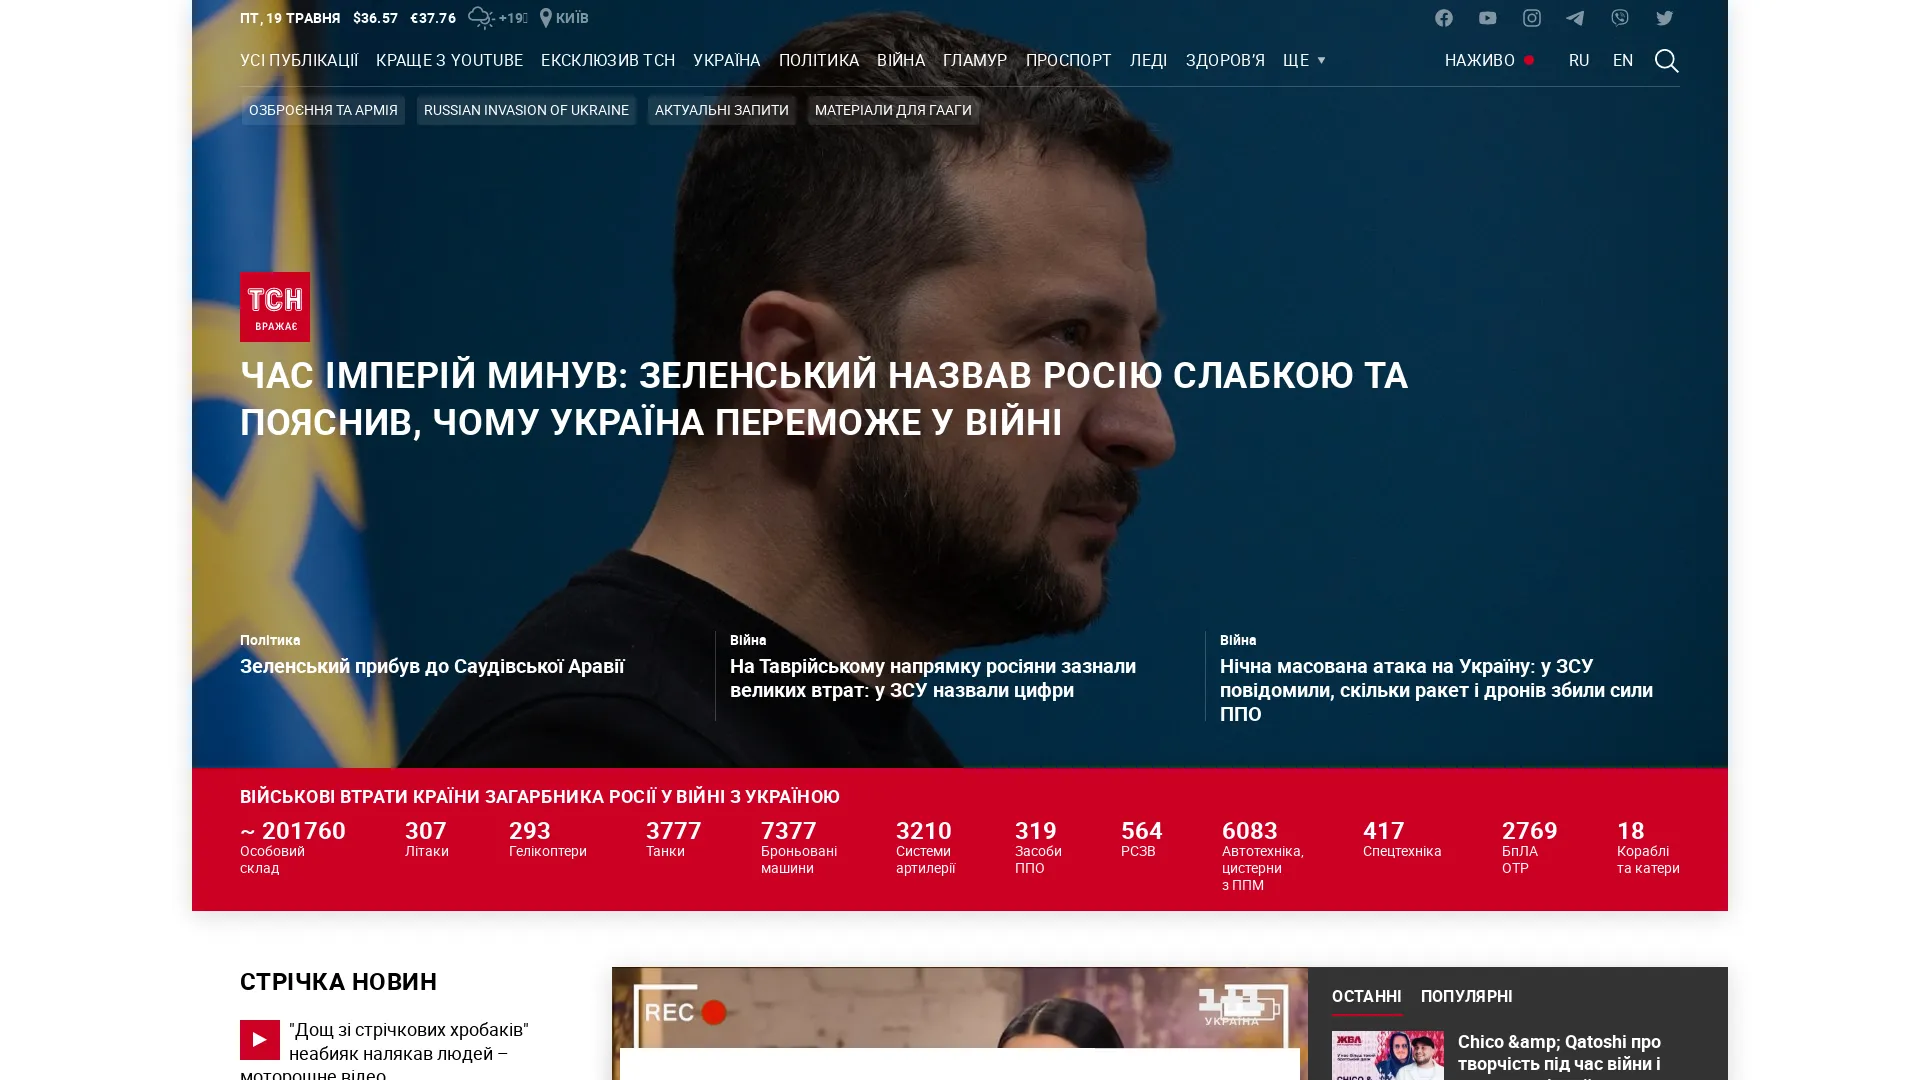 ПТ, 19 ТРАВНЯ $36.57 €37.76 +19 КИЇВ
УСІ ПУБЛІКАЦІЇ КРАЩЕ З YOUTUBE ЕКСКЛЮЗИВ ТСН УКРАЇНА ПОЛІТИКА ВІЙНА ГЛАМУР ПРОСПОРТ ЛЕДІ ЗДОРОВ'Я ЩЕ НАЖИВО RU EN
ОЗБРОЄННЯ ТА АРМІЯ RUSSIAN INVASION OF UKRAINE АКТУАЛЬНІ ЗАПИТИ МАТЕРІАЛИ ДЛЯ ГААГИ
ТСН
ВРАЖАЄ
ЧАС ІМПЕРІЙ МИНУВ: ЗЕЛЕНСЬКИЙ НАЗВАВ РОСІЮ СЛАБКОЮ ТА
ПОЯСНИВ, ЧОМУ УКРАЇНА ПЕРЕМОЖЕ У ВІЙНІ
Політика
Зеленський прибув до Саудівської Аравії
Війна
На Таврійському напрямку росіяни зазнали
великих втрат: у ЗСУ назвали цифри
Війна
Нічна масована атака на Україну: у ЗСУ
повідомили, скільки ракет і дронів збили сили
ППО
ВІЙСЬКОВІ ВТРАТИ КРАЇНИ ЗАГАРБНИКА РОСІЇ У ВІЙНІ З УКРАЇНОЮ
~ 201760
Особовий
склад
307
Літаки
293
Гелікоптери
3777
Танки
7377
Броньовані
машини
3210
Системи
артилерії
319
Засоби
ППО
564
РСЗВ
6083
Автотехніка,
цистерни
з ППМ
417
Спецтехніка
2769
БпЛА
ОТР
18
Кораблі
та катери
СТРІЧКА НОВИН
"Дощ зі стрічкових хробаків"
неабияк налякав людей –
моторошне відео
REC
1+1
УКРАЇНА
ОСТАННІ ПОПУЛЯРНІ
ЖВЛ
CHICO &
Chico &amp; Qatoshi про
творчість під час війни і